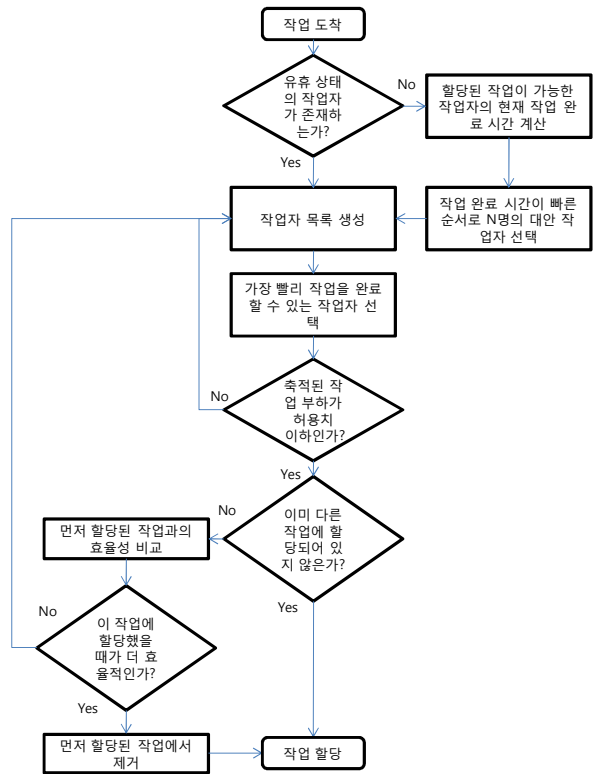 작업 도착
유휴 상태
의 작업자
가 존재하
는가?
No
할당된 작업이 가능한
작업자의 현재 작업 완
료 시간 계산
Yes
작업자 목록 생성
작업 완료 시간이 빠른
순서로 N명의 대안 작
업자 선택
가장 빨리 작업을 완료
할 수 있는 작업자 선
택
축적된 작
업 부하가
허용치
이하인가?
No
Yes
이미 다른
작업에 할
당되어 있
지 않은가?
No
먼저 할당된 작업과의
효율성 비교
Yes
이 작업에
할당했을
때가 더 효
율적인가?
No
Yes
먼저 할당된 작업에서
제거
작업 할당